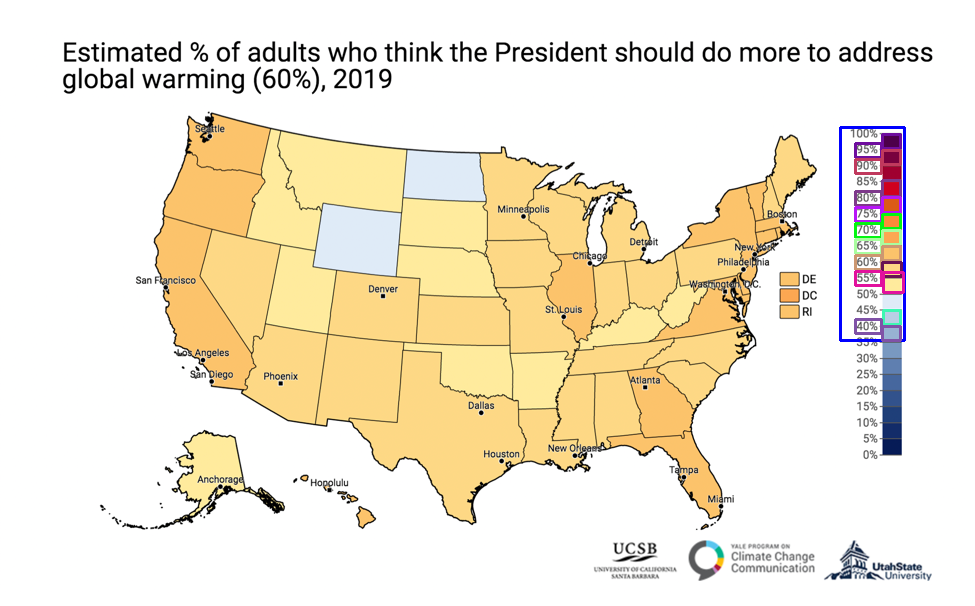 Estimated % of adults who think the President should do more to address
global warming (60%), 2019
Seattle
Minneapolis
Boston
Detroit
New York
Chicago
Philadelphia
San Francisco
Denver
Washington, D.C.
St. Louis
Los Angeles
San Diego
Phoenix
Atlanta
Dallas
Houston
New Orleans
Tampa
Anchorage
Honolulu
Miami
DE
DC
RI
100%
95%
90%
85%
80%
75%
70%
65%
60%
55%
50%
45%
40%
35%
30%
25%
20%
15%
10%
5%
0%
UCSB
UNIVERSITY OF CALIFORNIA
SANTA BARBARA
YALE PROGRAM ON
Climate Change
Communication
UtahState
University